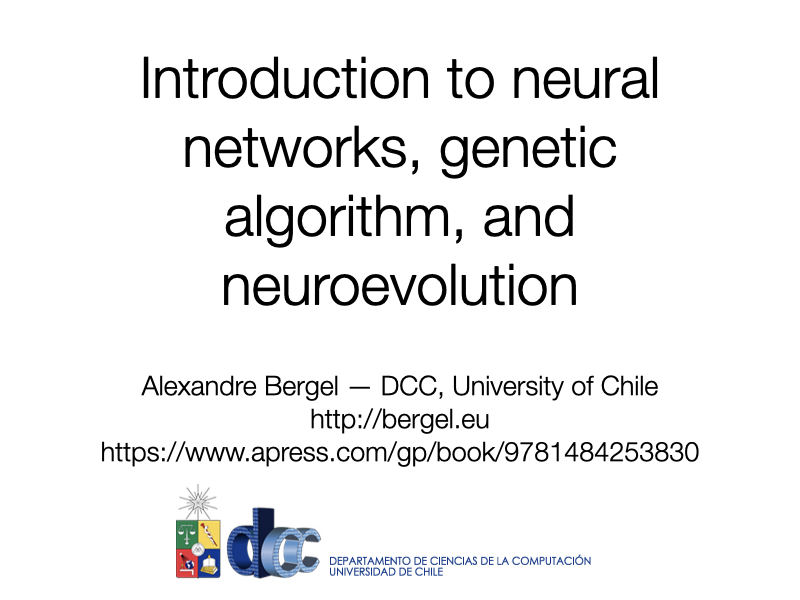 Introduction to neural
networks, genetic
algorithm, and
neuroevolution
Alexandre Bergel — DCC, University of Chile
http://bergel.eu
https://www.apress.com/gp/book/9781484253830
dcc
DEPARTAMENTO DE CIENCIAS DE LA COMPUTACIÓN
UNIVERSIDAD DE CHILE